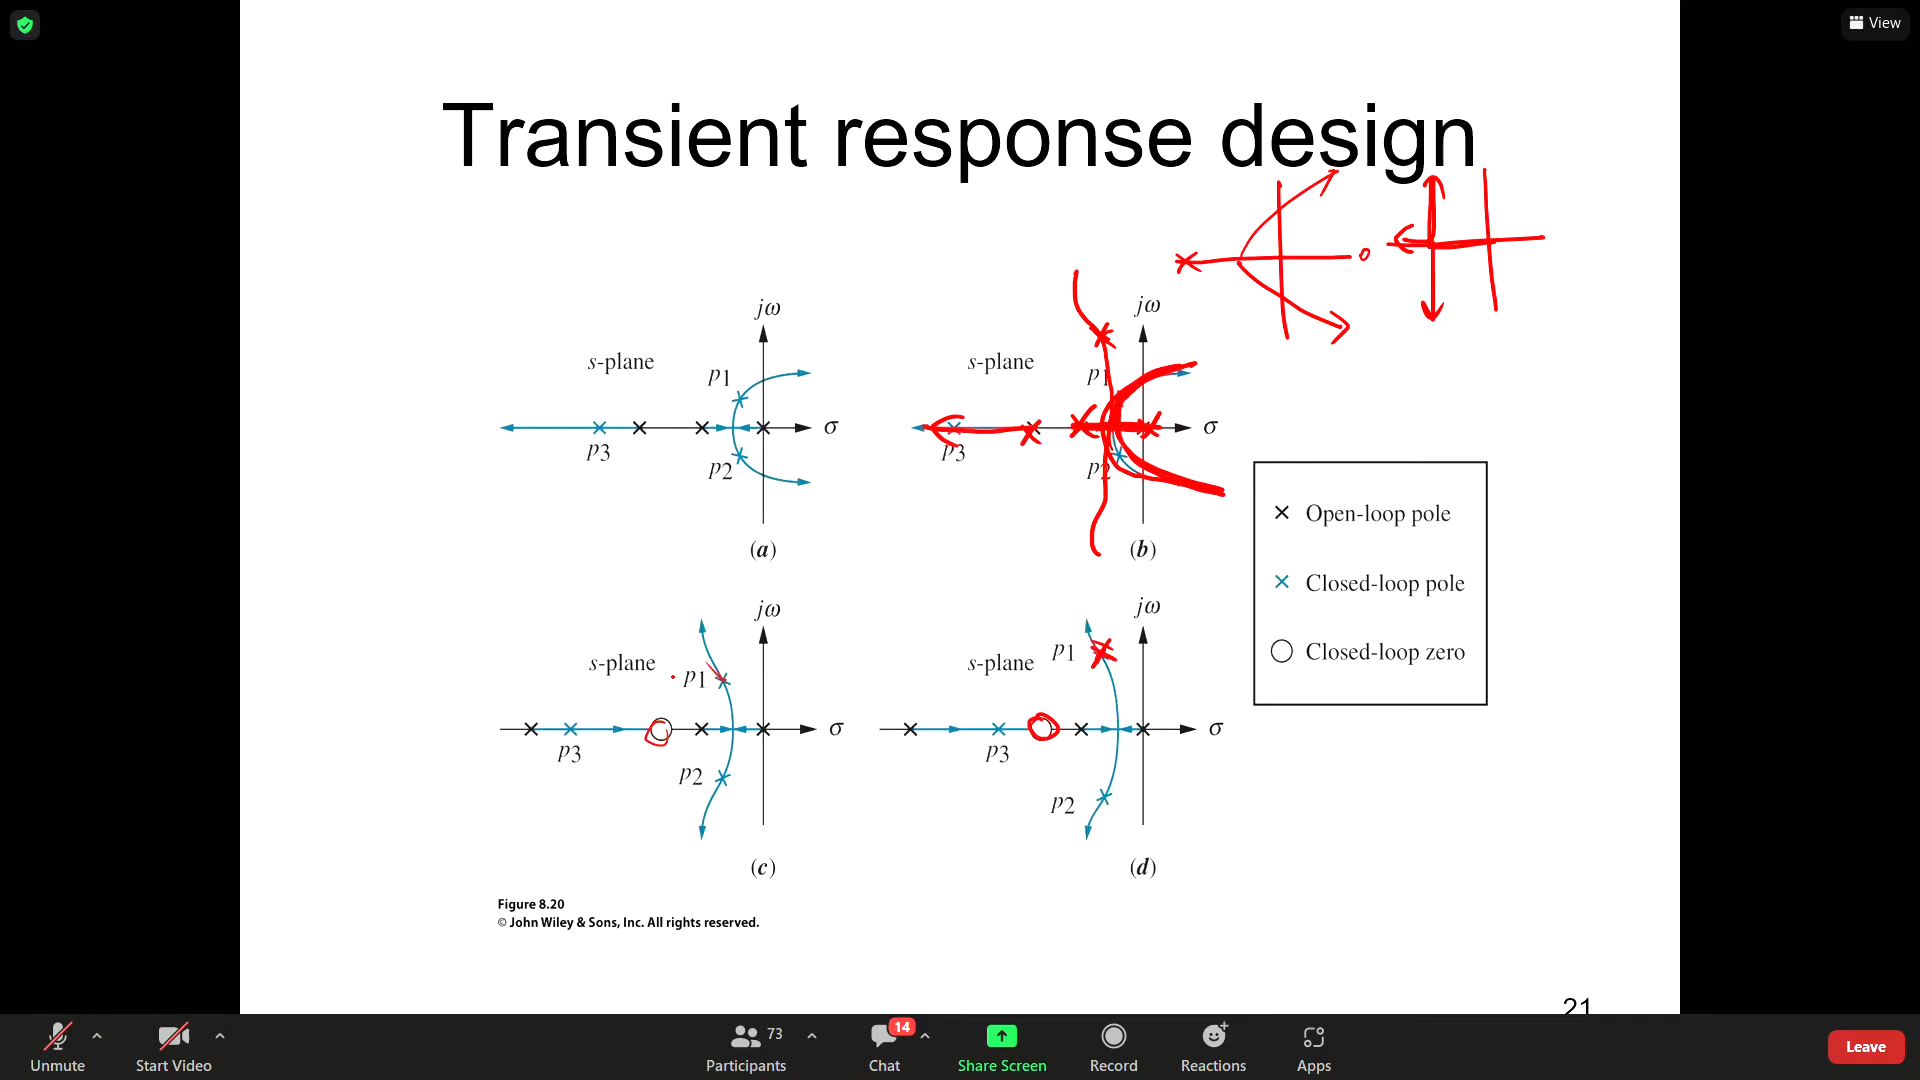 View
Transient response design
jω
s-plane
p1
σ
p3
p2
(a)
jω
s-plane
p1
σ
p3
p2
(b)
× Open-loop pole
× Closed-loop pole
Closed-loop zero
jω
s-plane
p1
σ
p3
p2
(c)
jω
s-plane
p1
σ
p3
p2
(d)
Figure 8.20
© John Wiley & Sons, Inc. All rights reserved.
21
Unmute
Start Video
73
Participants
14
Chat
Share Screen
Record
Reactions
Apps
Leave